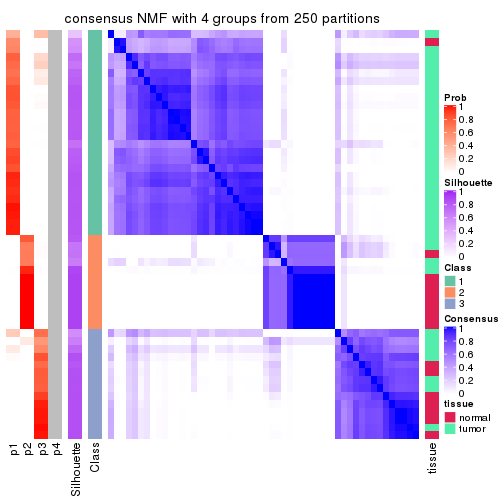 consensus NMF with 4 groups from 250 partitions
Prob
1
0.8
0.6
0.4
0.2
0
Silhouette
1
0.8
0.6
0.4
0.2
0
Class
1
2
3
Consensus
1
0.8
0.6
0.4
0.2
0
tissue
normal
tumor
p1
p2
p3
p4
Silhouette
Class
tissue